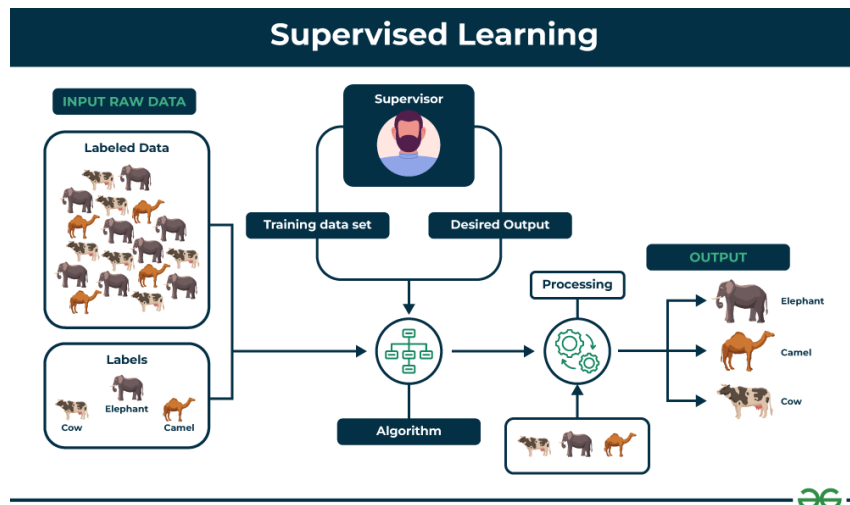 Supervised Learning
INPUT RAW DATA
Labeled Data
Supervisor
Training data set
Desired Output
OUTPUT
Processing
Elephant
Camel
Cow
Labels
Elephant
Cow
Camel
Algorithm